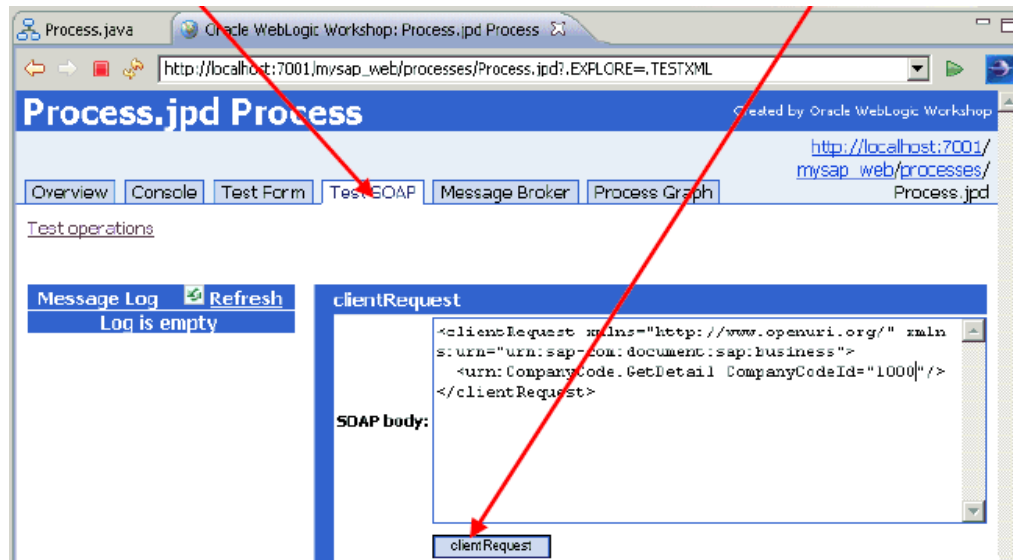 Process.java
Oracle WebLogic Workshop: Process.jpd Process
http://localhost:7001/mysap_web/processes/Process.jpd?.EXPLORE=.TESTXML
Process.jpd Process
Created by Oracle WebLogic Workshop
http://localhost:7001/
mysap_web/processes/
Process.jpd
Overview
Console
Test Form
Test SOAP
Message Broker
Process Graph
Test operations
Message Log
Refresh
Log is empty
clientRequest
SOAP body:
<clientRequest xmlns="http://www.openuri.org/" xmln
s:urn="urn:sap-com:document:sap:business">
<urn:CompanyCode.GetDetail CompanyCodeId="1000"/>
</clientRequest>
clientRequest